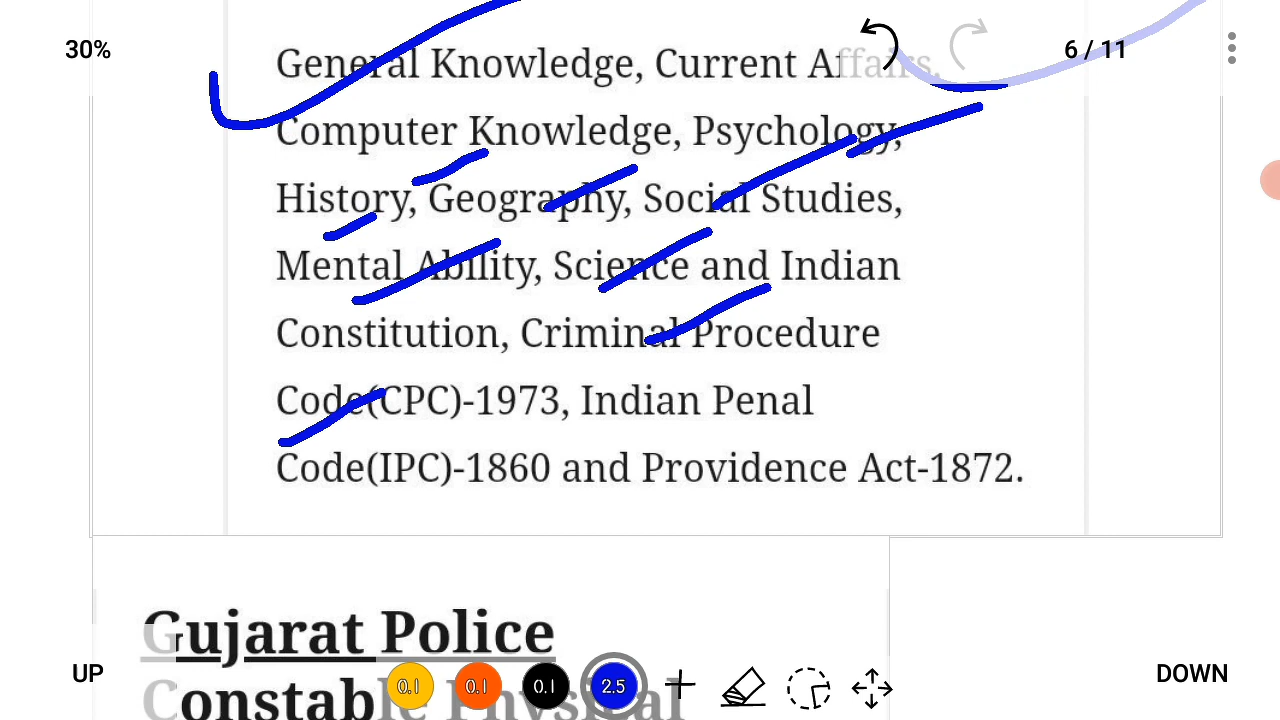 30%
6 / 11
General Knowledge, Current Affairs,
Computer Knowledge, Psychology,
History, Geography, Social Studies,
Mental Ability, Science and Indian
Constitution, Criminal Procedure
Code(CPC)-1973, Indian Penal
Code(IPC)-1860 and Providence Act-1872.
Gujarat Police
Constable Physical
UP
0.1
0.1
0.1
2.5
DOWN